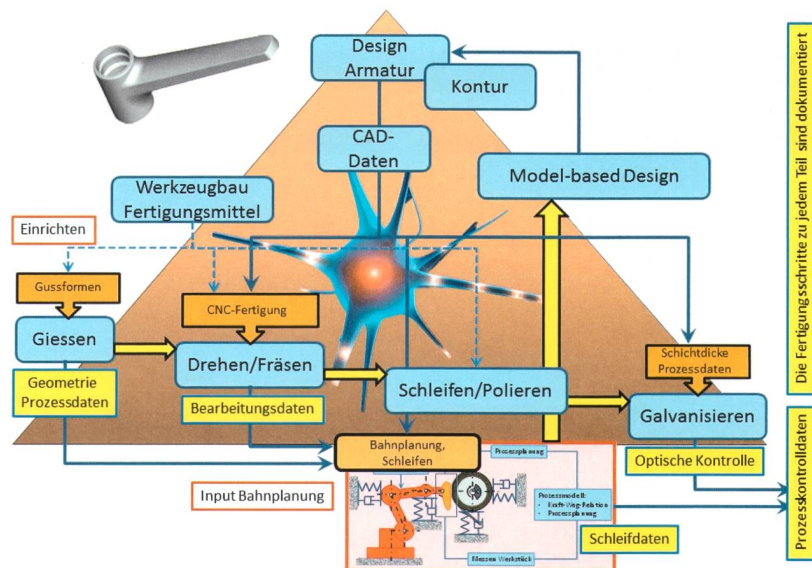 Design
Armatur
Kontur
CAD-
Daten
Model-based Design
Werkzeugbau
Fertigungsmittel
Einrichten
Gussformen
CNC-Fertigung
Giessen
Drehen/Fräsen
Schleifen/Polieren
Schichtdicke
Prozessdaten
Galvanisieren
Geometrie
Prozessdaten
Bearbeitungsdaten
Bahnplanung,
Schleifen
Optische Kontrolle
Input Bahnplanung
Prozessplanung
Prozessmodell:
- Kraft-Weg-Relation
- Prozessplanung
Messen Werkstück
Schleifdaten
Die Fertigungsschritte zu jedem Teil sind dokumentiert
Prozesskontrolldaten